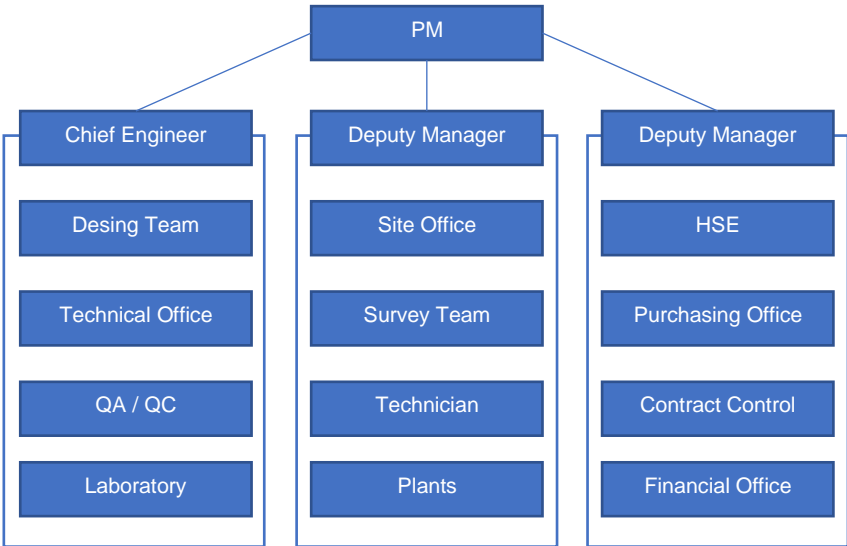 PM
Chief Engineer
Desing Team
Technical Office
QA / QC
Laboratory
Deputy Manager
Site Office
Survey Team
Technician
Plants
Deputy Manager
HSE
Purchasing Office
Contract Control
Financial Office